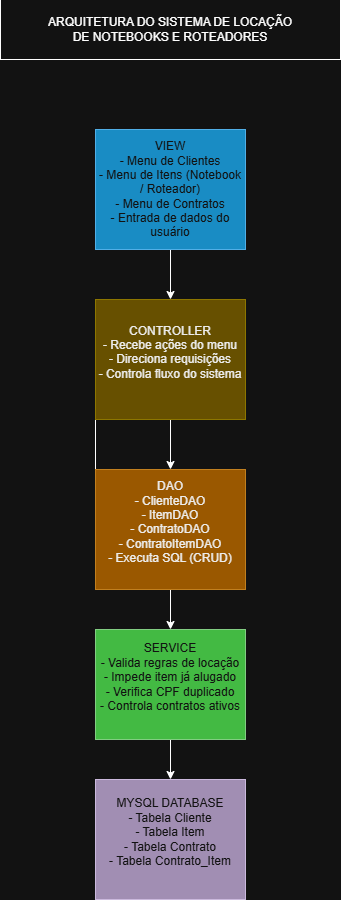 ARQUITETURA DO SISTEMA DE LOCAÇÃO
DE NOTEBOOKS E ROTEADORES
VIEW
- Menu de Clientes
- Menu de Itens (Notebook
/ Roteador)
- Menu de Contratos
- Entrada de dados do
usuário
CONTROLLER
- Recebe ações do menu
- Direciona requisições
- Controla fluxo do sistema
DAO
- ClienteDAO
- ItemDAO
- ContratoDAO
- ContratoItemDAO
- Executa SQL (CRUD)
SERVICE
- Valida regras de locação
- Impede item já alugado
- Verifica CPF duplicado
- Controla contratos ativos
MYSQL DATABASE
- Tabela Cliente
- Tabela Item
- Tabela Contrato
- Tabela Contrato_Item